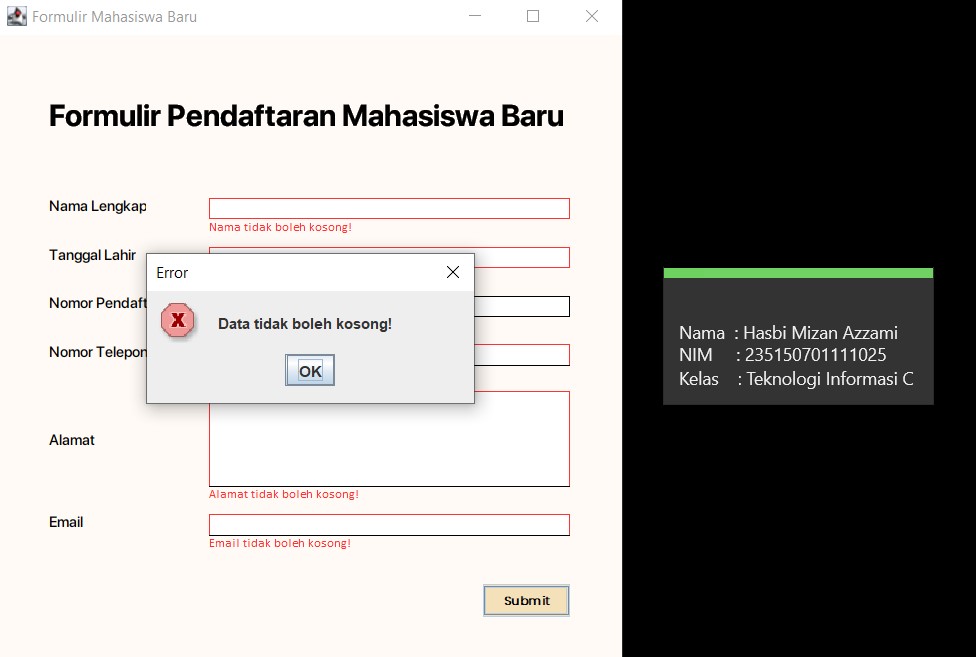 Formulir Mahasiswa Baru
Formulir Pendaftaran Mahasiswa Baru
Nama Lengkap
Nama tidak boleh kosong!
Tanggal Lahir
Error
Nomor
Data tidak boleh kosong!
Nomor Telepon
OK
Alamat
Alamat tidak boleh kosong!
Email
Email tidak boleh kosong!
Submit
Nama : Hasbi Mizan Azzami
NIM : 235150701111025
Kelas : Teknologi Informasi C